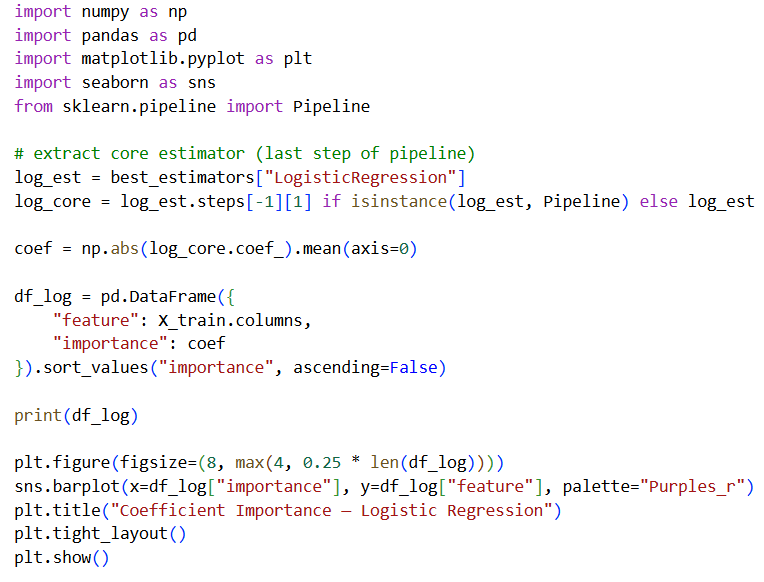 import numpy as np
import pandas as pd
import matplotlib.pyplot as plt
import seaborn as sns
from sklearn.pipeline import Pipeline

# extract core estimator (last step of pipeline)
log_est = best_estimators["LogisticRegression"]
log_core = log_est.steps[-1][1] if isinstance(log_est, Pipeline) else log_est

coef = np.abs(log_core.coef_).mean(axis=0)

df_log = pd.DataFrame({
    "feature": X_train.columns,
    "importance": coef
}).sort_values("importance", ascending=False)

print(df_log)

plt.figure(figsize=(8, max(4, 0.25 * len(df_log))))
sns.barplot(x=df_log["importance"], y=df_log["feature"], palette="Purples_r")
plt.title("Coefficient Importance — Logistic Regression")
plt.tight_layout()
plt.show()